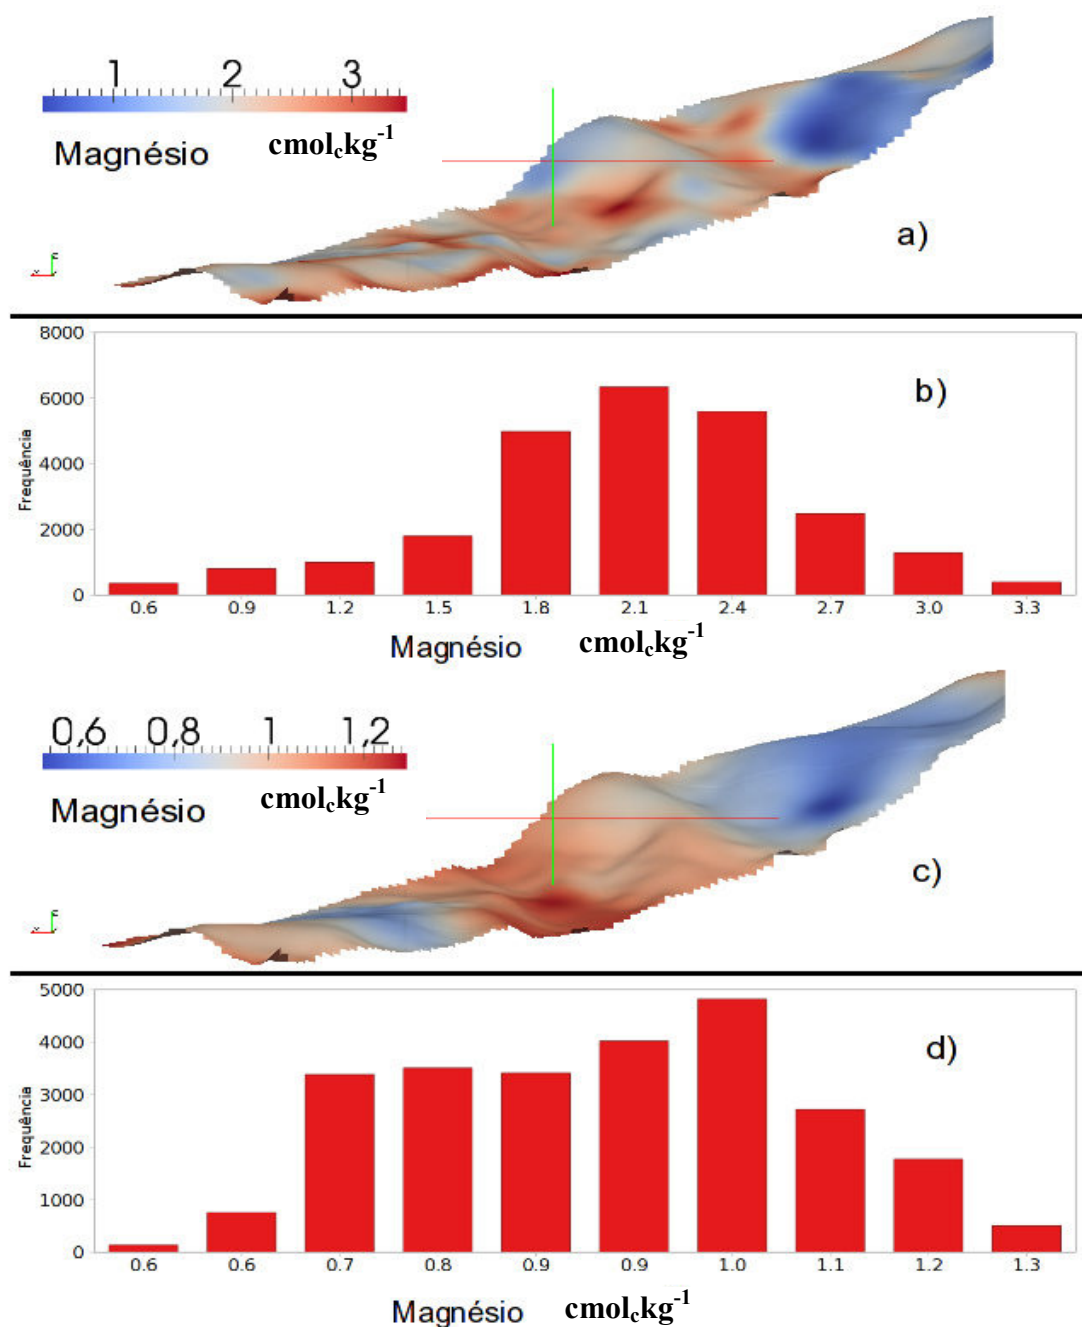 1 2 3
Magnésio cmolckg-1
a)
8000
6000
4000
2000
0
Frequência
b)
0.6 0.9 1.2 1.5 1.8 2.1 2.4 2.7 3.0 3.3
Magnésio cmolckg-1
0,6 0,8 1 1,2
Magnésio cmolckg-1
c)
5000
4000
3000
2000
1000
0
Frequência
d)
0.6 0.6 0.7 0.8 0.9 0.9 1.0 1.1 1.2 1.3
Magnésio cmolckg-1